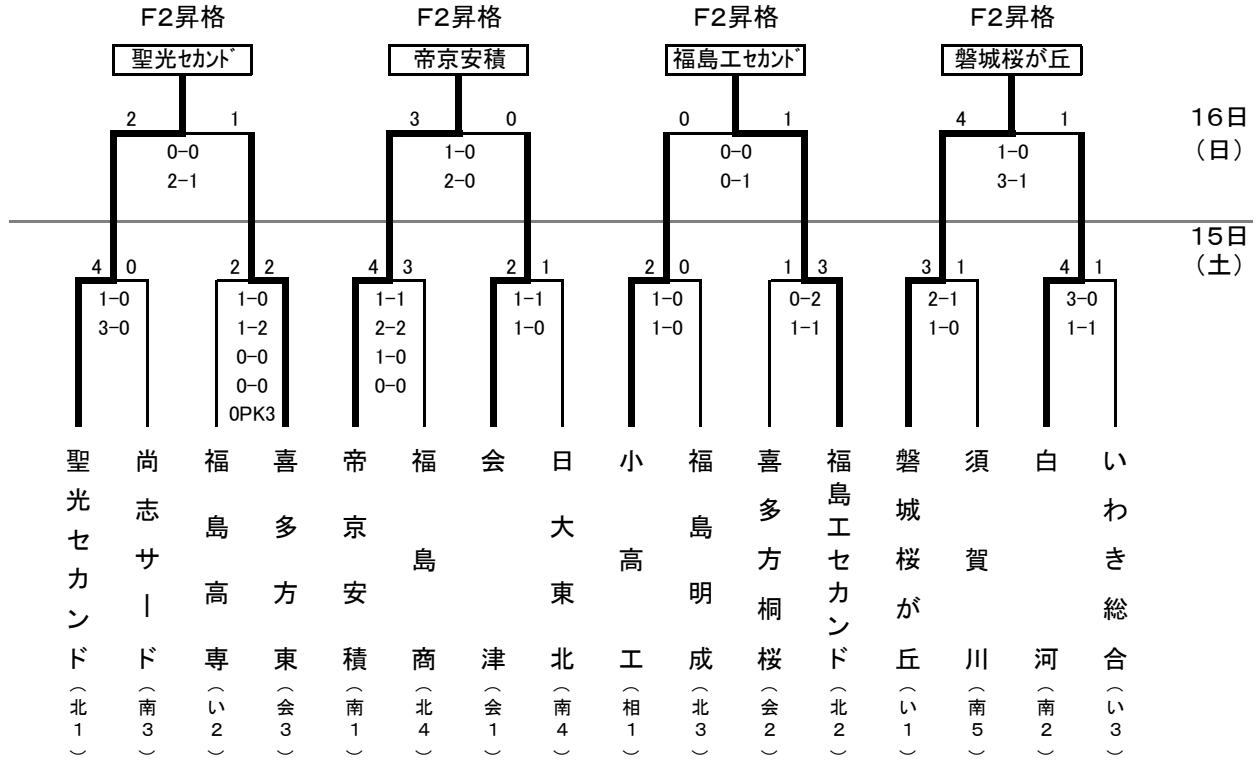 F2昇格 F2昇格 F2昇格 F2昇格
聖光セカンド 帝京安積 福島工セカンド 磐城桜が丘
2 1 3 0 0 1 4 1 16日
0-0 1-0 0-0 1-0 (日)
2-1 2-0 0-1 3-1
15日
4 0 2 2 4 3 2 1 2 0 1 3 3 1 4 1 (土)
1-0 1-0 1-1 1-1 1-0 0-2 2-1 3-0
3-0 1-2 2-2 1-0 1-0 1-1 1-0 1-1
0-0 1-0
0-0 0-0
0PK3
聖光セカンド(北1)
尚志サード(南3)
福島高専(い2)
喜多方東(会3)
帝京安積(南1)
福島商(北4)
会津(会1)
日大東北(南4)
小高工(相1)
福島明成(北3)
喜多方桐桜(会2)
福島工セカンド(北2)
磐城桜が丘(い1)
須賀川(南5)
白河(南2)
いわき総合(い3)